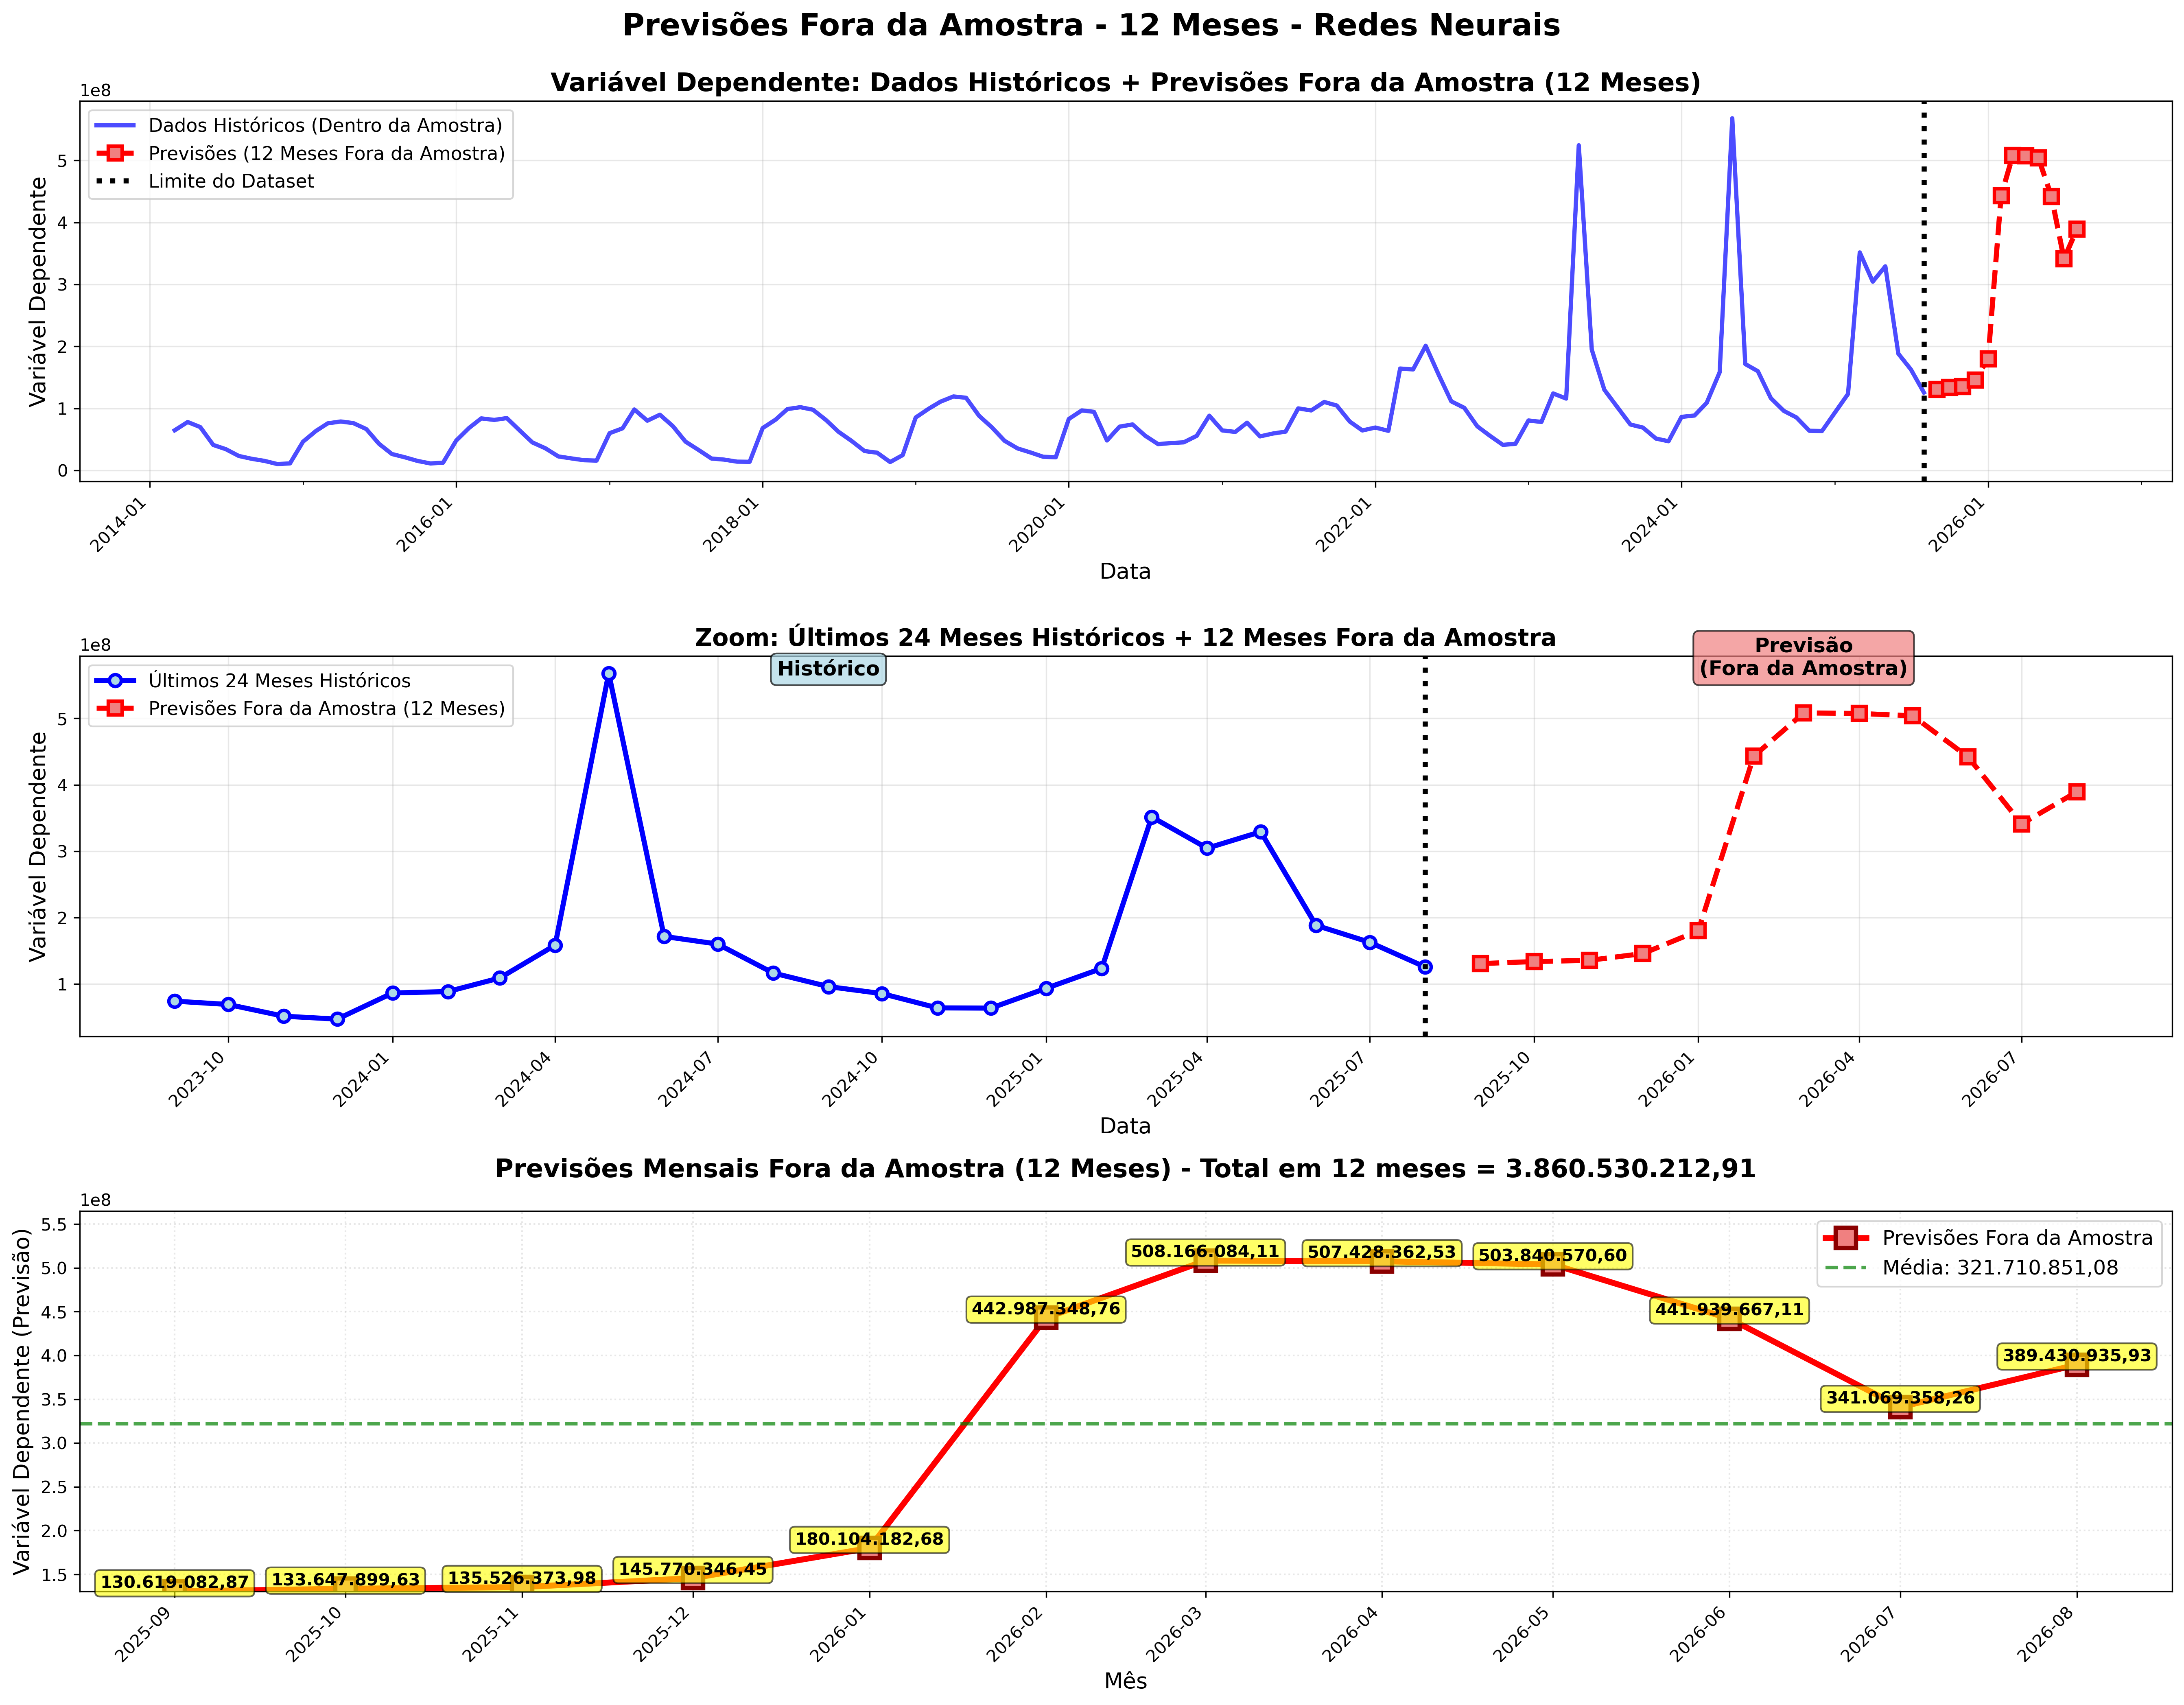 Previsões Fora da Amostra - 12 Meses - Redes Neurais
Variável Dependente: Dados Históricos + Previsões Fora da Amostra (12 Meses)
1e8
Dados Históricos (Dentro da Amostra)
Previsões (12 Meses Fora da Amostra)
Limite do Dataset
Variável Dependente
5
4
3
2
1
0
2014-01
2016-01
2018-01
2020-01
2022-01
2024-01
2026-01
Data
Zoom: Últimos 24 Meses Históricos + 12 Meses Fora da Amostra
1e8
Últimos 24 Meses Históricos
Previsões Fora da Amostra (12 Meses)
Histórico
Previsão
(Fora da Amostra)
Variável Dependente
5
4
3
2
1
2023-10
2024-01
2024-04
2024-07
2024-10
2025-01
2025-04
2025-07
2025-10
2026-01
2026-04
2026-07
Data
Previsões Mensais Fora da Amostra (12 Meses) - Total em 12 meses = 3.860.530.212,91
1e8
Previsões Fora da Amostra
Média: 321.710.851,08
Variável Dependente (Previsão)
5.5
5.0
4.5
4.0
3.5
3.0
2.5
2.0
1.5
130.619.082,87
133.647.899,63
135.526.373,98
145.770.346,45
180.104.182,68
442.987.348,76
508.166.084,11
507.428.362,53
503.840.570,60
441.939.667,11
341.069.358,26
389.430.935,93
2025-09
2025-10
2025-11
2025-12
2026-01
2026-02
2026-03
2026-04
2026-05
2026-06
2026-07
2026-08
Mês